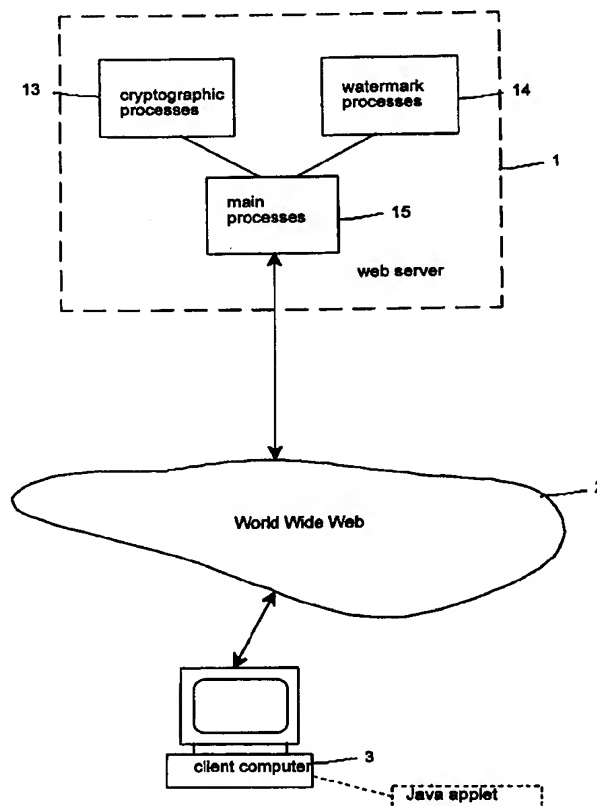 13
cryptographic
processes
watermark
processes
14
1
main
processes
15
web server
2
World Wide Web
client computer
3
Java applet